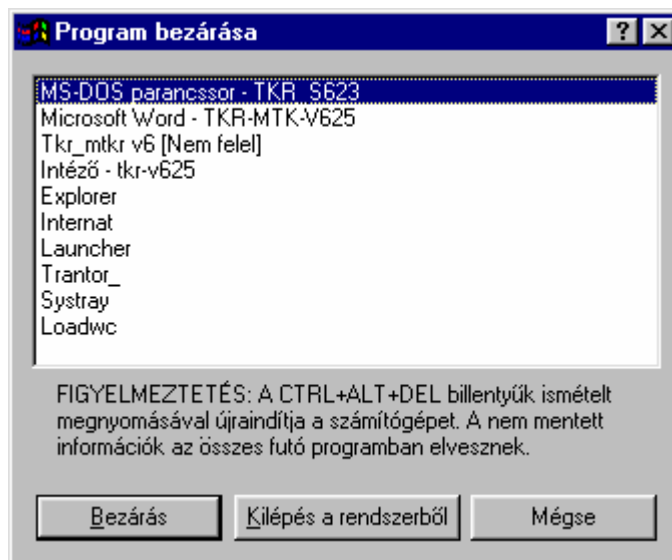 Program bezárása
MS-DOS parancssor - TKR_S623
Microsoft Word - TKR-MTK-V625
Tkr_mtkr v6 [Nem felel]
Intéző - tkr-v625
Explorer
Internat
Launcher
Trantor_
Systray
Loadwc
FIGYELMEZTETÉS: A CTRL+ALT+DEL billentyűk ismételt
megnyomásával újraindítja a számítógépet. A nem mentett
információk az összes futó programban elvesznek.
Bezárás Kilépés a rendszerből Mégse